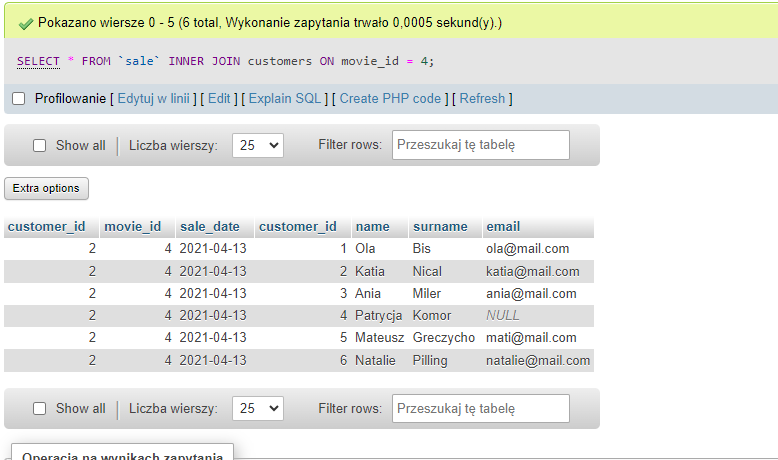 Pokazano wiersze 0 - 5 (6 total, Wykonanie zapytania trwało 0,0005 sekund(y).)
SELECT * FROM `sale` INNER JOIN customers ON movie_id = 4;
Profilowanie [ Edytuj w linii ] [ Edit ] [ Explain SQL ] [ Create PHP code ] [ Refresh ]
Show all Liczba wierszy: 25 Filter rows: Przeszukaj tę tabelę
Extra options
customer_id movie_id sale_date customer_id name surname email
2 4 2021-04-13 1 Ola Bis ola@mail.com
2 4 2021-04-13 2 Katia Nical katia@mail.com
2 4 2021-04-13 3 Ania Miler ania@mail.com
2 4 2021-04-13 4 Patrycja Komor NULL
2 4 2021-04-13 5 Mateusz Greczycho mati@mail.com
2 4 2021-04-13 6 Natalie Pilling natalie@mail.com
Show all Liczba wierszy: 25 Filter rows: Przeszukaj tę tabelę
Operacja na wynikach zapytania